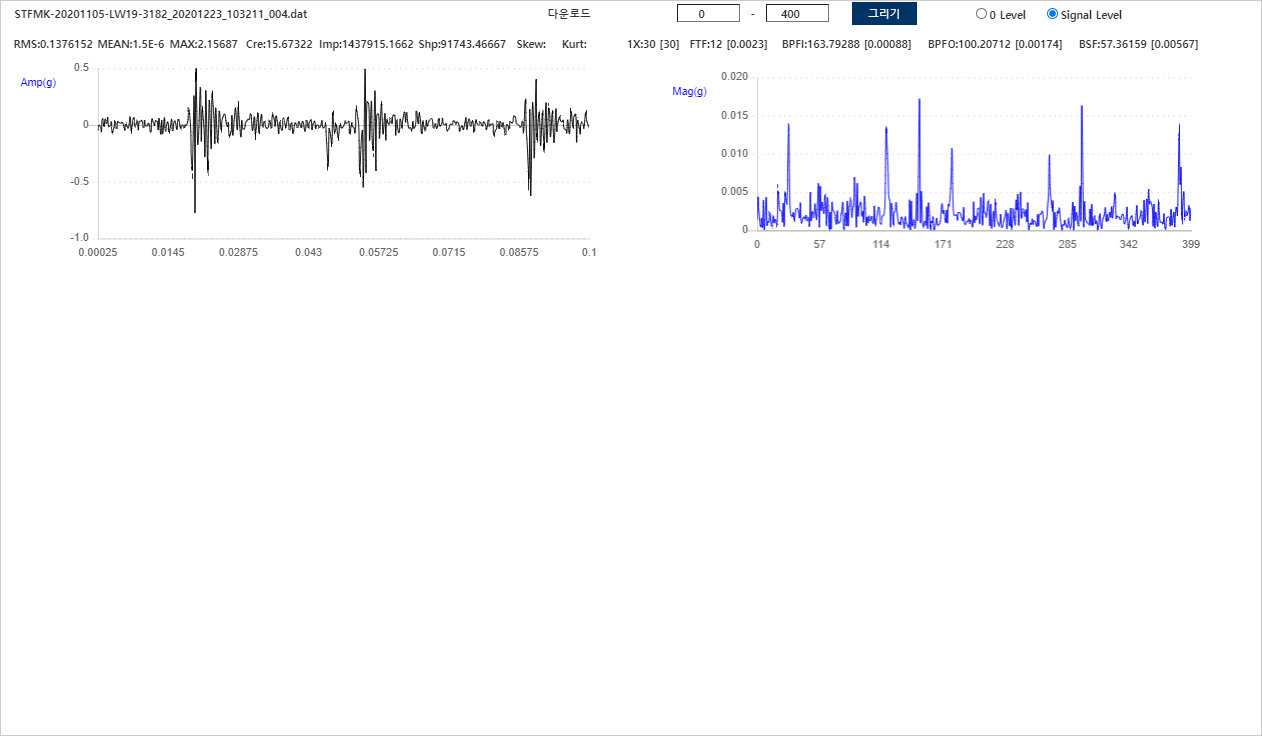 STFMK-20201105-LW19-3182_20201223_103211_004.dat 다운로드 0 - 400 그리기 0 Level Signal Level
RMS:0.1376152 MEAN:1.5E-6 MAX:2.15687 Cre:15.67322 Imp:1437915.1662 Shp:91743.46667 Skew: Kurt: 1X:30 [30] FTF:12 [0.0023] BPFI:163.79288 [0.00088] BPFO:100.20712 [0.00174] BSF:57.36159 [0.00567]
Amp(g)
0.5
0
-0.5
-1.0
0.00025 0.0145 0.02875 0.043 0.05725 0.0715 0.08575 0.1
Mag(g)
0.020
0.015
0.010
0.005
0
0 57 114 171 228 285 342 399